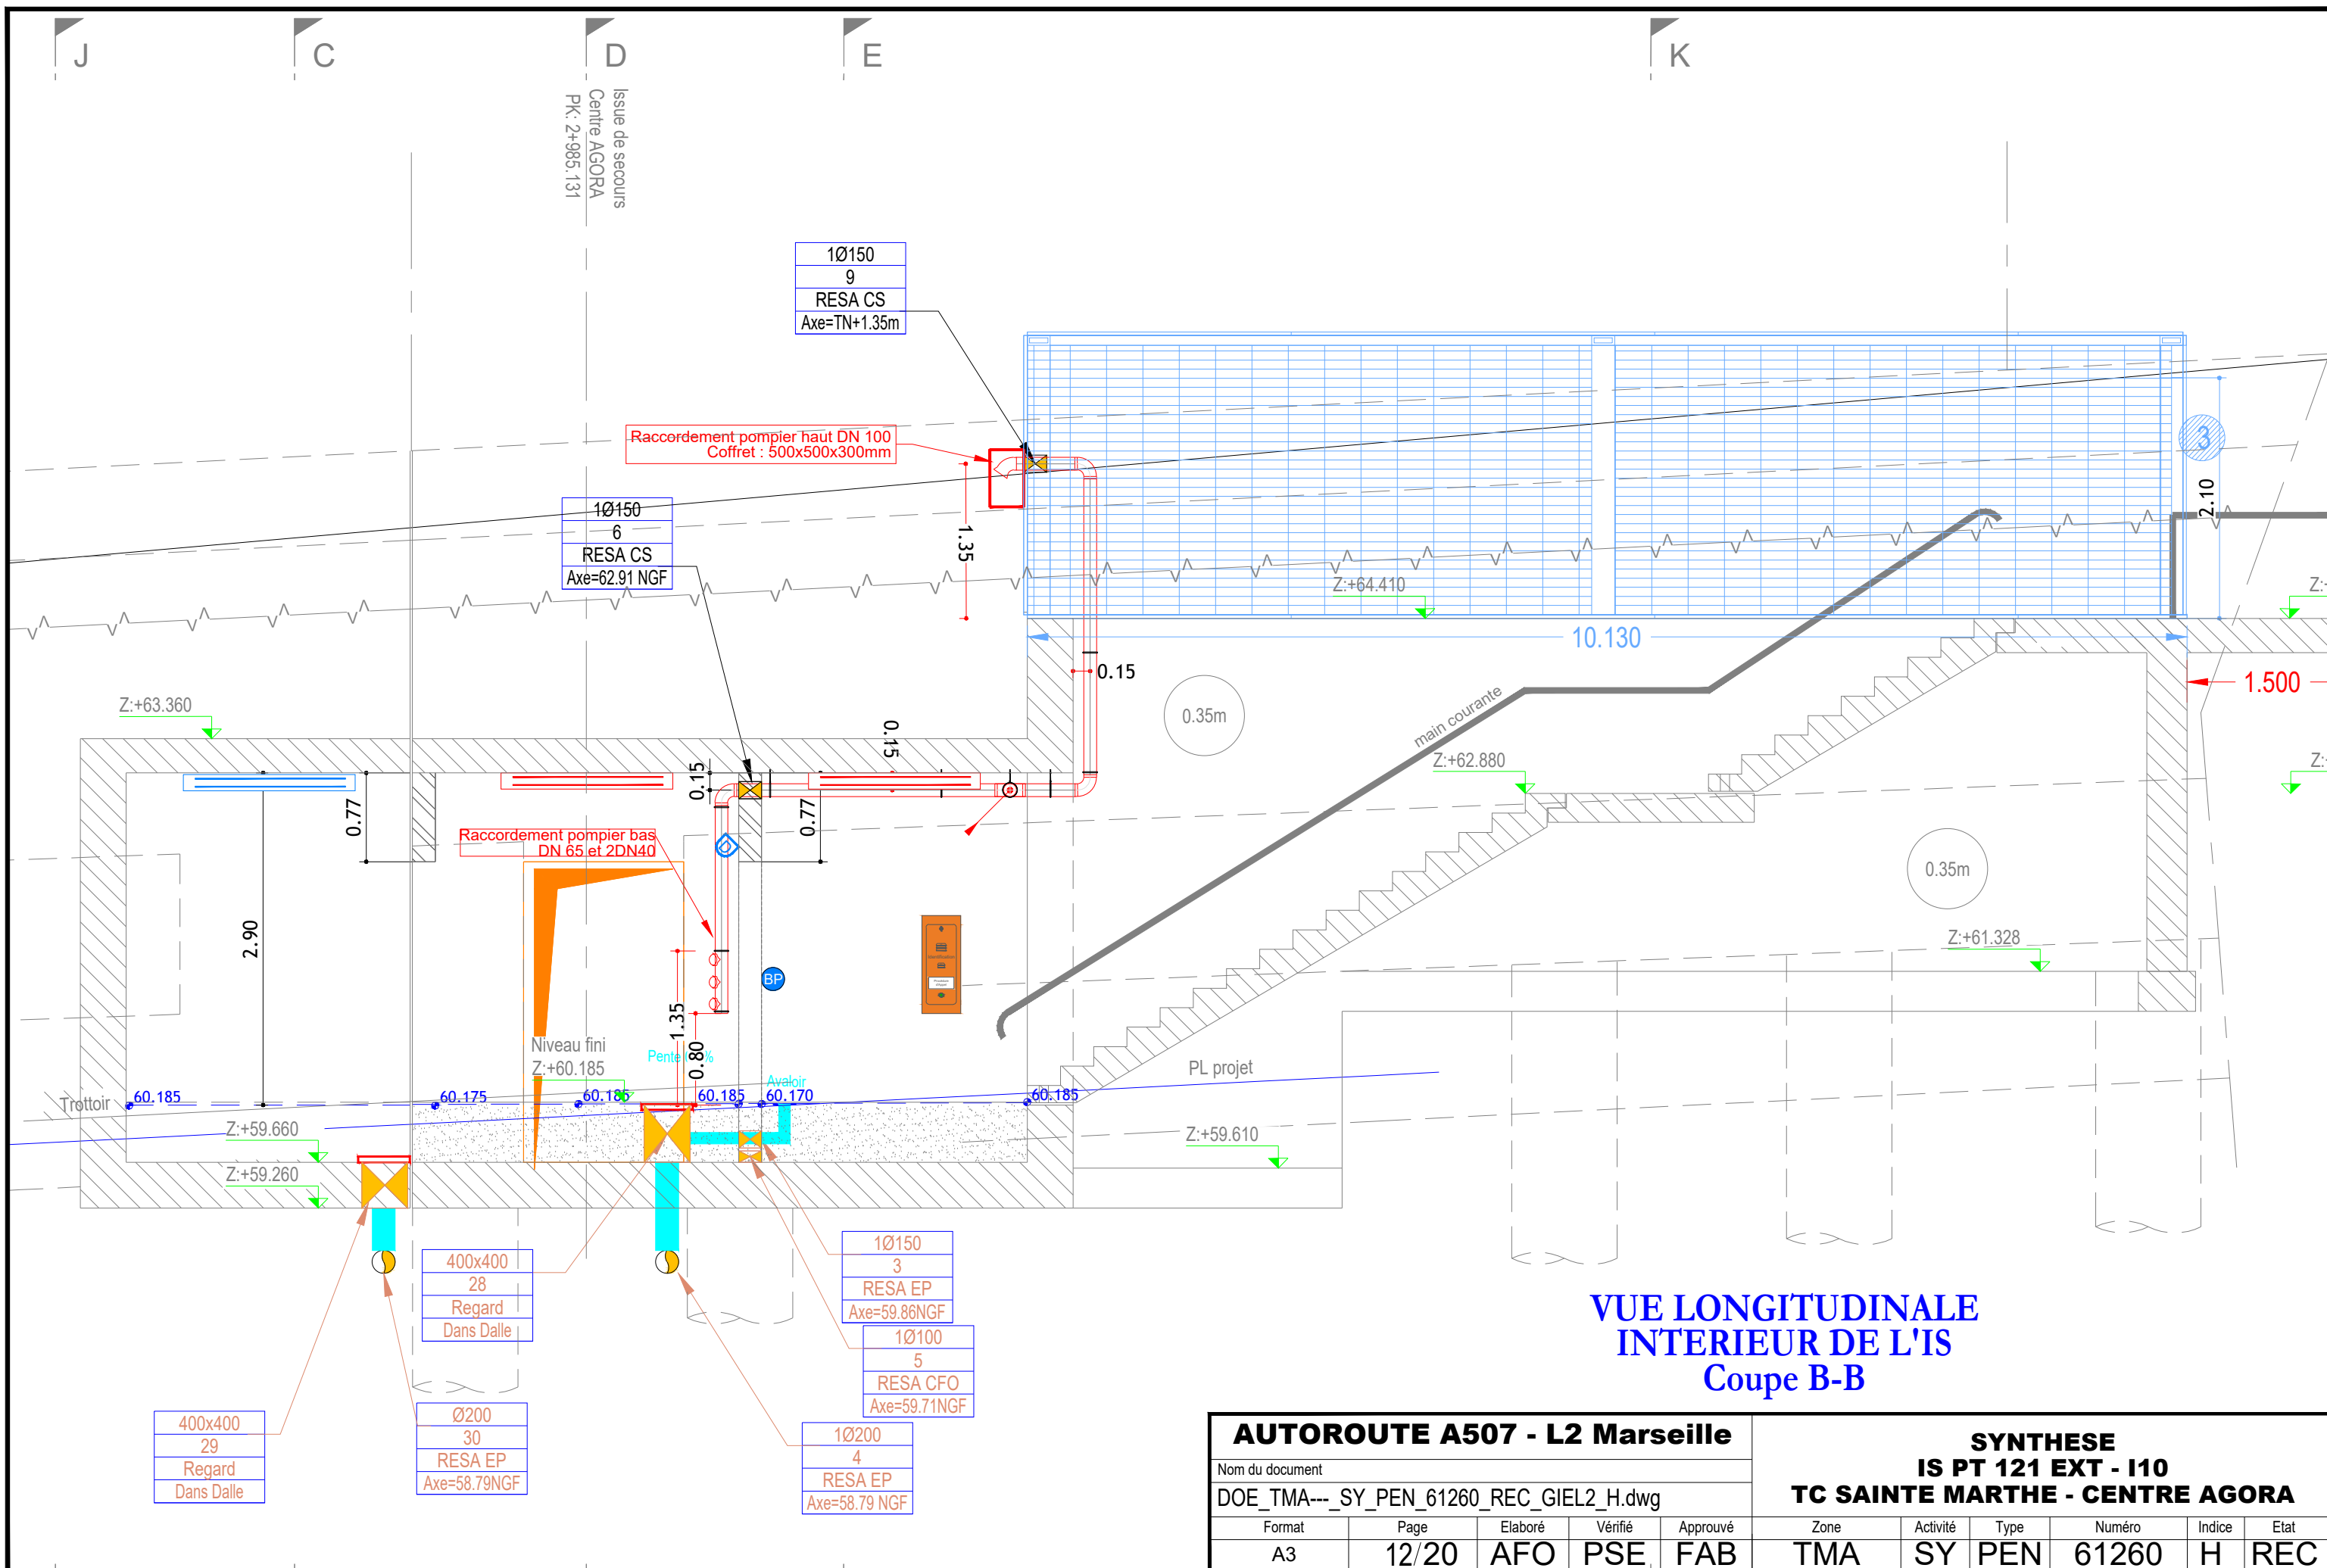 J
C
D
E
K
Issue de secours
Centre AGORA
PK: 2+985.131
1Ø150
9
RESA CS
Axe=TN+1.35m
Raccordement pompier haut DN 100
Coffret : 500x500x300mm
1Ø150
6
RESA CS
Axe=62.91 NGF
1.35
3
2.10
Z:+64.410
10.130
0.15
0.35m
1.500
Z:+63.360
main courante
Z:+62.880
0.15
0.15
0.77
0.77
Raccordement pompier bas
DN 65 et 2DN40
2.90
0.35m
Z:+61.328
BP
1.35
0.80
Niveau fini
Z:+60.185
Pente
%
Avaloir
PL projet
Trottoir
60.185
60.175
60.185
60.185
60.170
60.185
Z:+59.660
Z:+59.610
Z:+59.260
400x400
28
Regard
Dans Dalle
1Ø150
3
RESA EP
Axe=59.86NGF
1Ø100
5
RESA CFO
Axe=59.71NGF
400x400
29
Regard
Dans Dalle
Ø200
30
RESA EP
Axe=58.79NGF
1Ø200
4
RESA EP
Axe=58.79 NGF
VUE LONGITUDINALE
INTERIEUR DE L'IS
Coupe B-B
AUTOROUTE A507 - L2 Marseille
Nom du document
DOE_TMA---_SY_PEN_61260_REC_GIEL2_H.dwg
SYNTHESE
IS PT 121 EXT - I10
TC SAINTE MARTHE - CENTRE AGORA
Format Page Elaboré Vérifié Approuvé Zone Activité Type Numéro Indice Etat
A3 12/20 AFO PSE FAB TMA SY PEN 61260 H REC